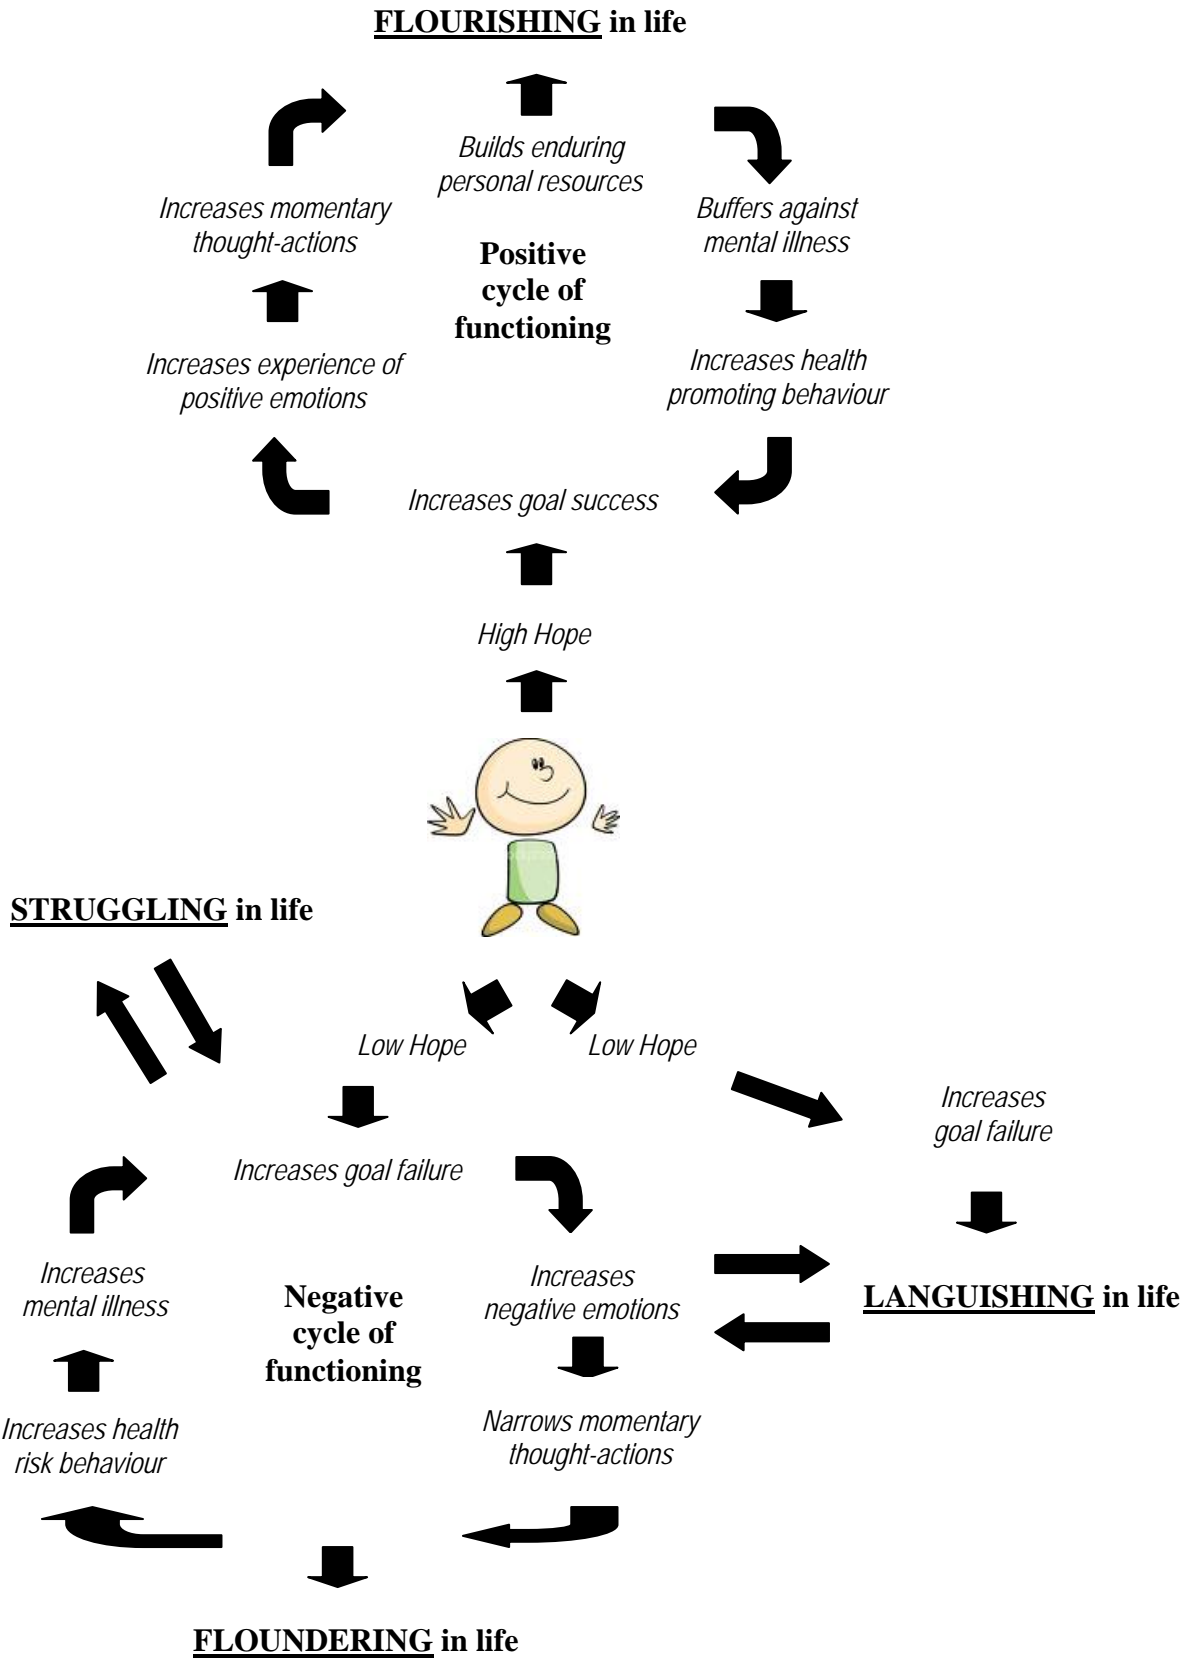 FLOURISHING in life
Builds enduring
personal resources
Increases momentary
thought-actions
Buffers against
mental illness
Positive
cycle of
functioning
Increases experience of
positive emotions
Increases health
promoting behaviour
Increases goal success
High Hope
STRUGGLING in life
Low Hope
Low Hope
Increases
goal failure
Increases goal failure
Increases
mental illness
Negative
cycle of
functioning
Increases
negative emotions
LANGUISHING in life
Increases health
risk behaviour
Narrows momentary
thought-actions
FLOUNDERING in life